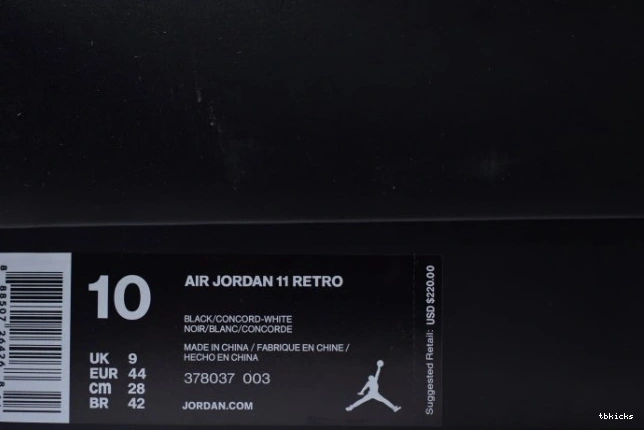 10
UK 9
EUR 44
cm 28
BR 42
AIR JORDAN 11 RETRO
BLACK/CONCORD-WHITE
NOIR/BLANC/CONCORDE
MADE IN CHINA / FABRIQUE EN CHINE /
HECHO EN CHINA
378037 003
JORDAN.COM
Suggested Retail: USD $220.00
tbkicks